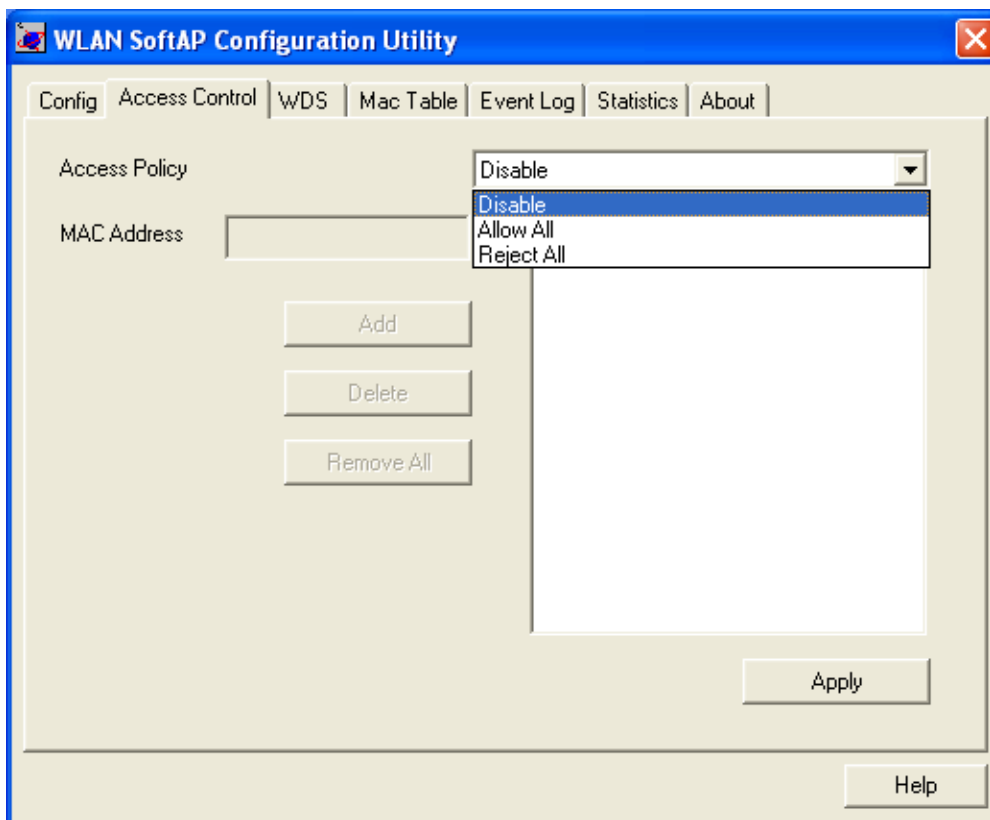 WLAN SoftAP Configuration Utility
Config Access Control WDS Mac Table Event Log Statistics About
Access Policy Disable
Disable
MAC Address Allow All
Reject All
Add
Delete
Remove All
Apply
Help